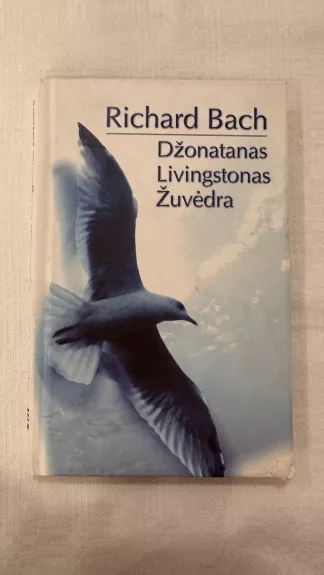 Richard Bach
Džonatanas
Livingstonas
Žuvėdra